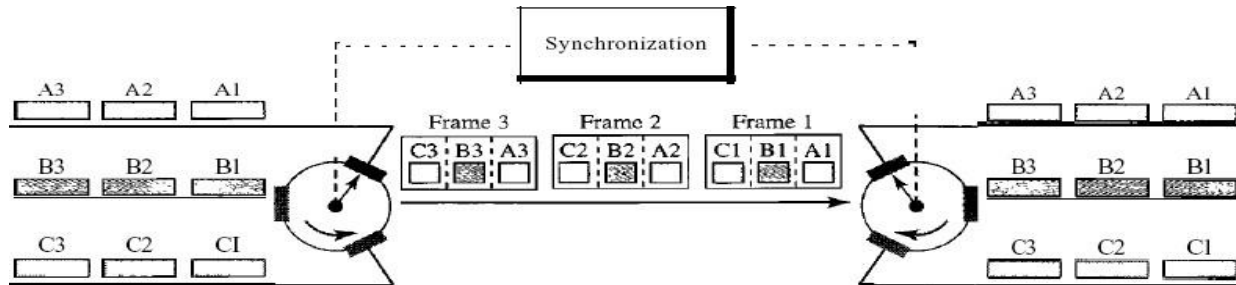 Synchronization
A3 A2 A1
Frame 3 Frame 2 Frame 1
A3 A2 A1
C3 B3 A3 C2 B2 A2 C1 B1 A1
B3 B2 B1
B3 B2 B1
C3 C2 CI
C3 C2 C1